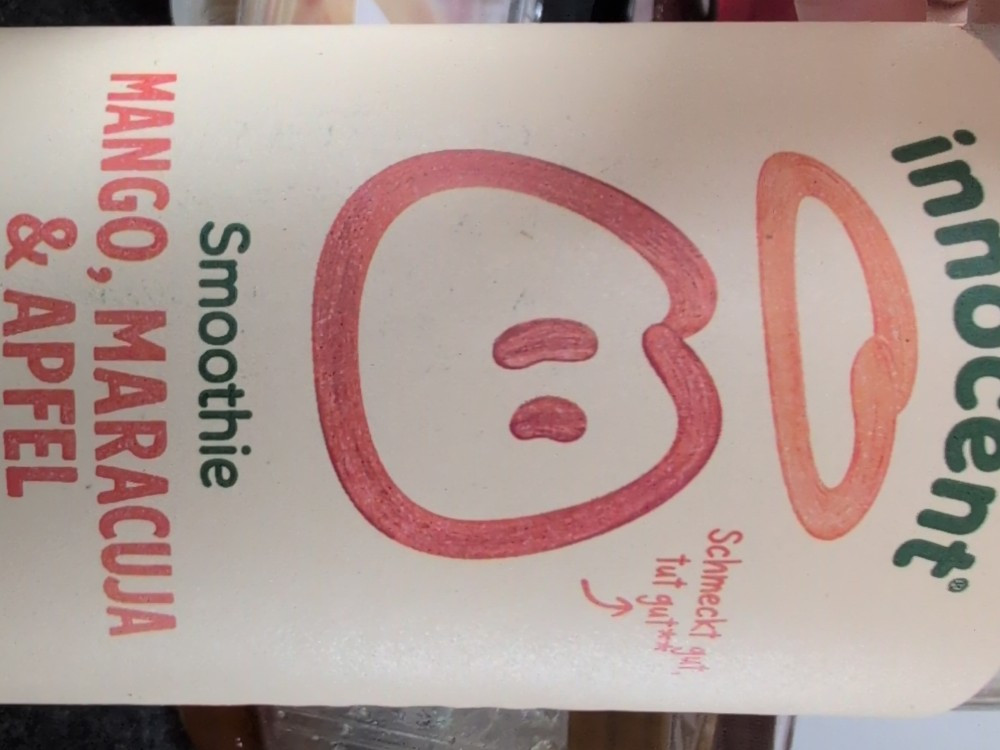 innocent®
Schmeckt gut,
tut gut**
Smoothie
MANGO, MARACUJA
& APFEL